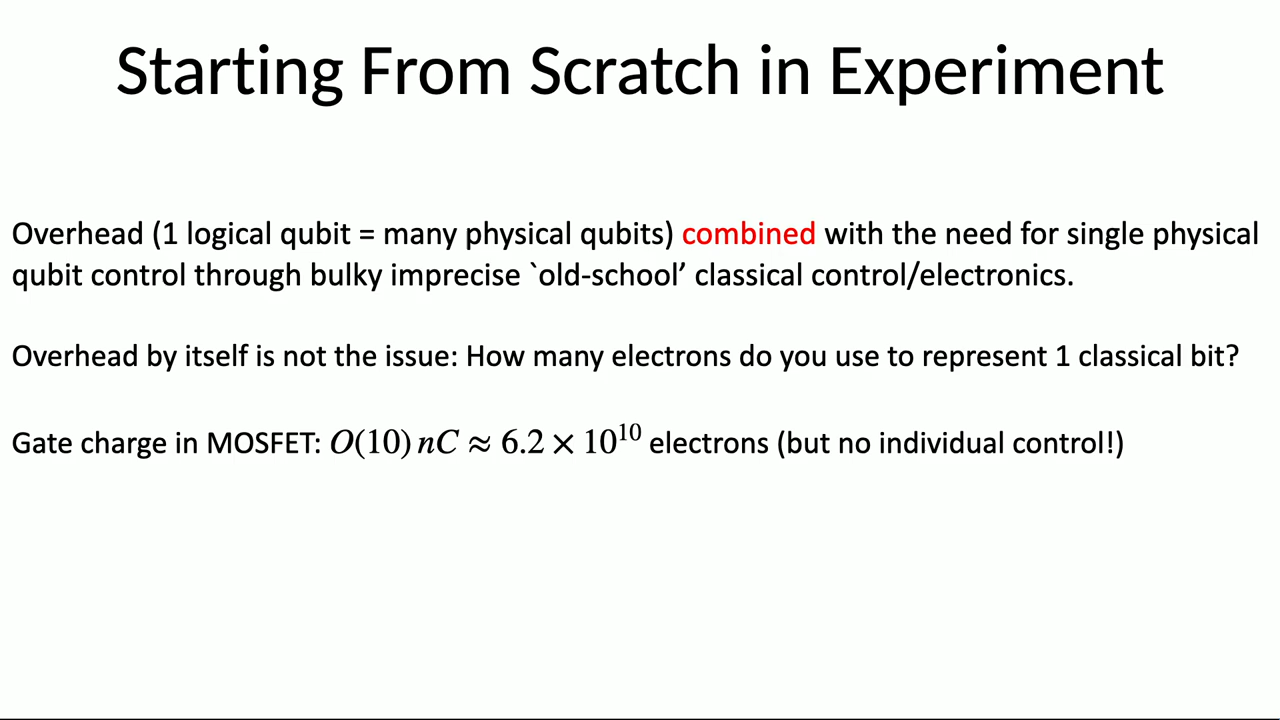 Starting From Scratch in Experiment
Overhead (1 logical qubit = many physical qubits) combined with the need for single physical
qubit control through bulky imprecise `old-school’ classical control/electronics.
Overhead by itself is not the issue: How many electrons do you use to represent 1 classical bit?
Gate charge in MOSFET: O(10) nC ≈ 6.2 × 10¹⁰ electrons (but no individual control!)